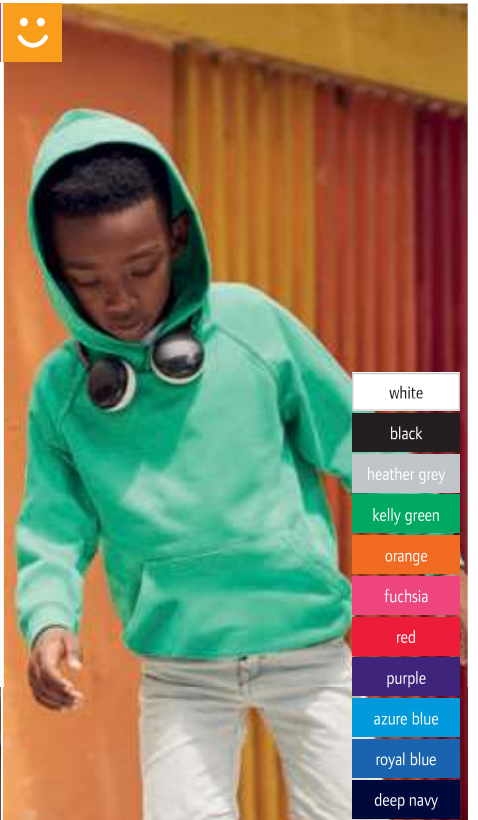 white
black
heather grey
kelly green
orange
fuchsia
red
purple
azure blue
royal blue
deep navy